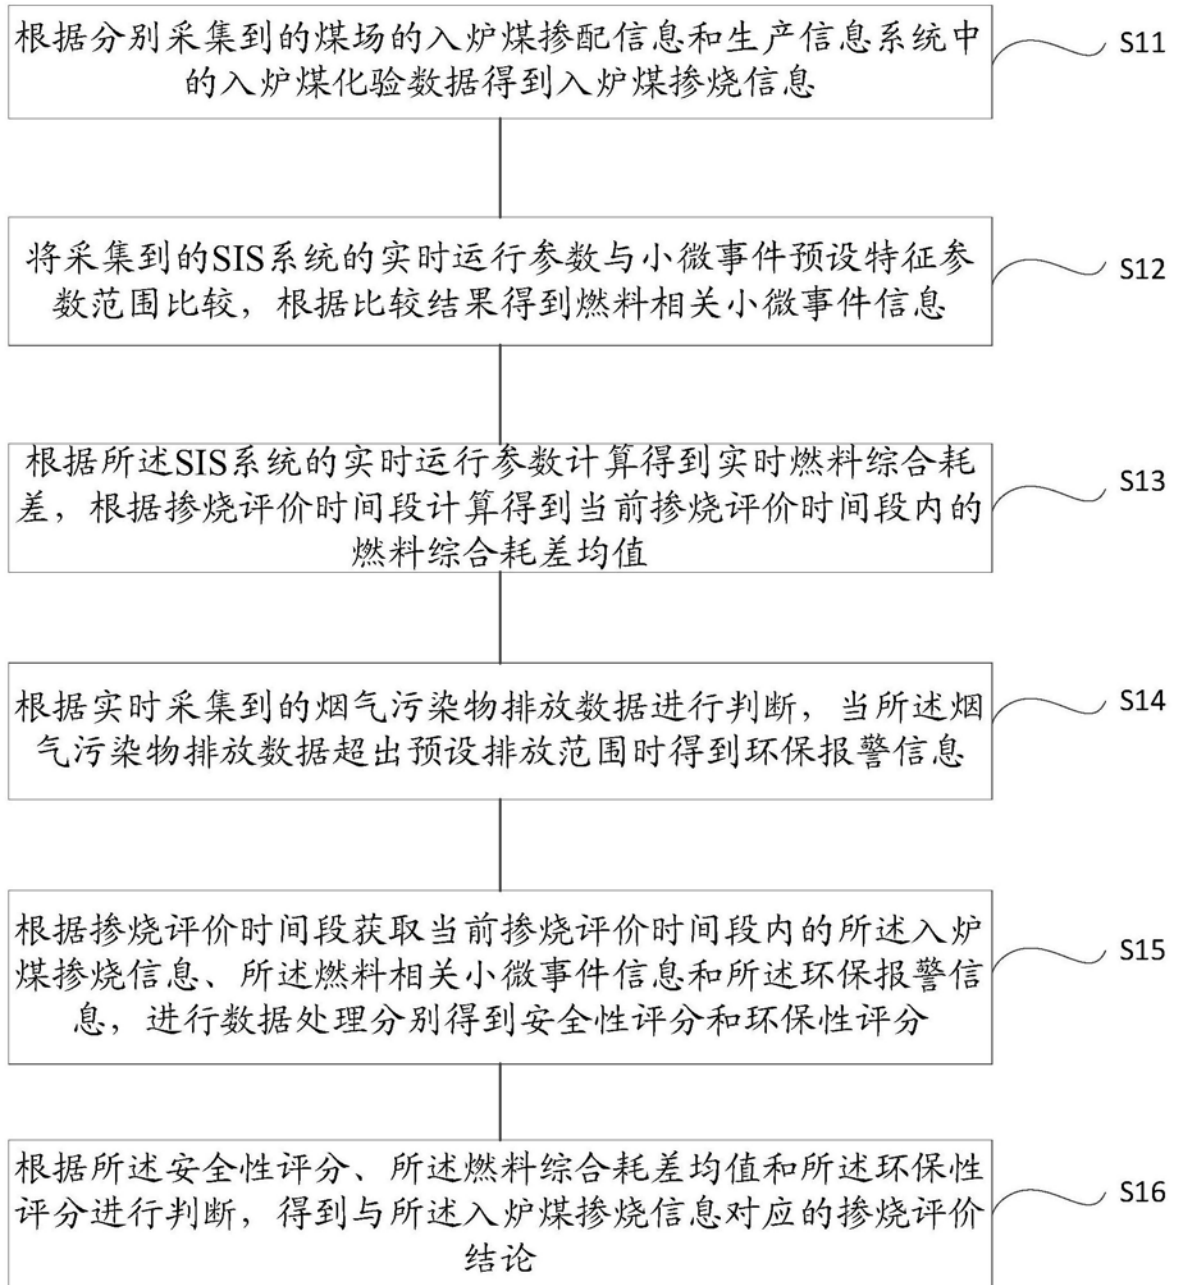 根据分别采集到的煤场的入炉煤掺配信息和生产信息系统中
的入炉煤化验数据得到入炉煤掺烧信息
S11
将采集到的SIS系统的实时运行参数与小微事件预设特征参
数范围比较，根据比较结果得到燃料相关小微事件信息
S12
根据所述SIS系统的实时运行参数计算得到实时燃料综合耗
差，根据掺烧评价时间段计算得到当前掺烧评价时间段内的
燃料综合耗差均值
S13
根据实时采集到的烟气污染物排放数据进行判断，当所述烟
气污染物排放数据超出预设排放范围时得到环保报警信息
S14
根据掺烧评价时间段获取当前掺烧评价时间段内的所述入炉
煤掺烧信息、所述燃料相关小微事件信息和所述环保报警信
息，进行数据处理分别得到安全性评分和环保性评分
S15
根据所述安全性评分、所述燃料综合耗差均值和所述环保性
评分进行判断，得到与所述入炉煤掺烧信息对应的掺烧评价
结论
S16